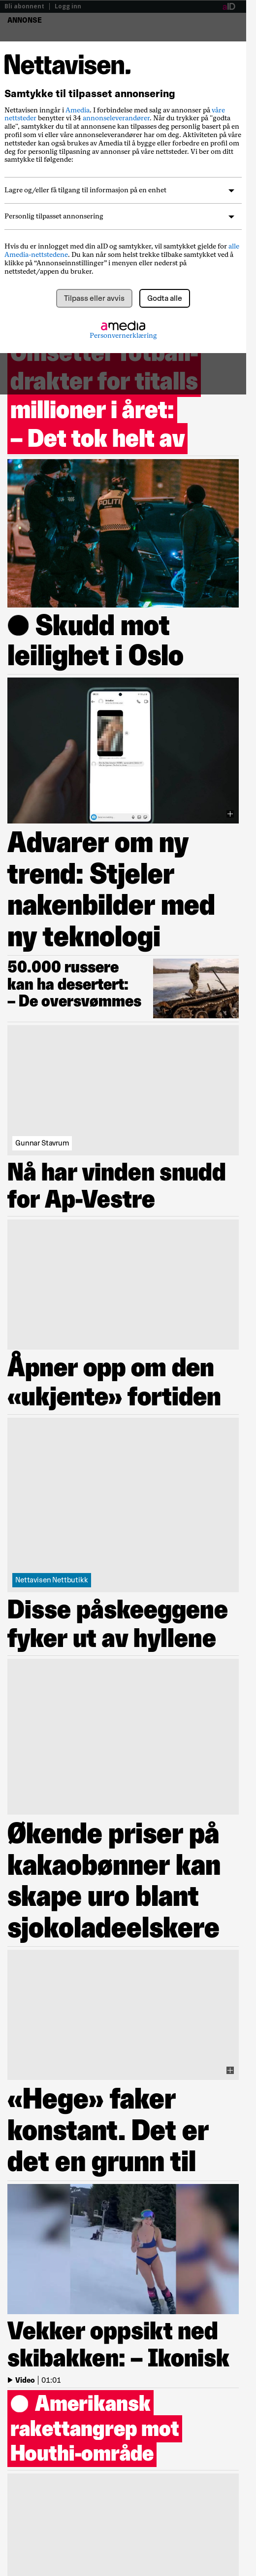 Bli abonnent | Logg inn
ANNONSE
Nettavisen.
Samtykke til tilpasset annonsering
Nettavisen inngår i Amedia. I forbindelse med salg av annonser på våre
nettsteder benytter vi 34 annonseleverandører. Når du trykker på "godta
alle", samtykker du til at annonsene kan tilpasses deg personlig basert på en
profil som vi eller våre annonseleverandører har om deg. Aktiviteten på våre
nettsteder kan også brukes av Amedia til å bygge eller forbedre en profil om
deg for personlig tilpasning av annonser på våre nettsteder. Vi ber om ditt
samtykke til følgende:
Lagre og/eller få tilgang til informasjon på en enhet
Personlig tilpasset annonsering
Hvis du er innlogget med din aID og samtykker, vil samtykket gjelde for alle
Amedia-nettstedene. Du kan når som helst trekke tilbake samtykket ved å
klikke på “Annonseinnstillinger” i menyen eller nederst på
nettstedet/appen du bruker.
Tilpass eller avvis
Godta alle
amedia
Personvernerklæring
drakter for titalls
millioner i året:
– Det tok helt av
POLITI
Skudd mot
leilighet i Oslo
Advarer om ny
trend: Stjeler
nakenbilder med
ny teknologi
50.000 russere
kan ha desertert:
– De oversvømmes
Gunnar Stavrum
Nå har vinden snudd
for Ap-Vestre
Åpner opp om den
«ukjente» fortiden
Nettavisen Nettbutikk
Disse påskeeggene
fyker ut av hyllene
Økende priser på
kakaobønner kan
skape uro blant
sjokoladeelskere
«Hege» faker
konstant. Det er
det en grunn til
Vekker oppsikt ned
skibakken: – Ikonisk
Video | 01:01
Amerikansk
rakettangrep mot
Houthi-område